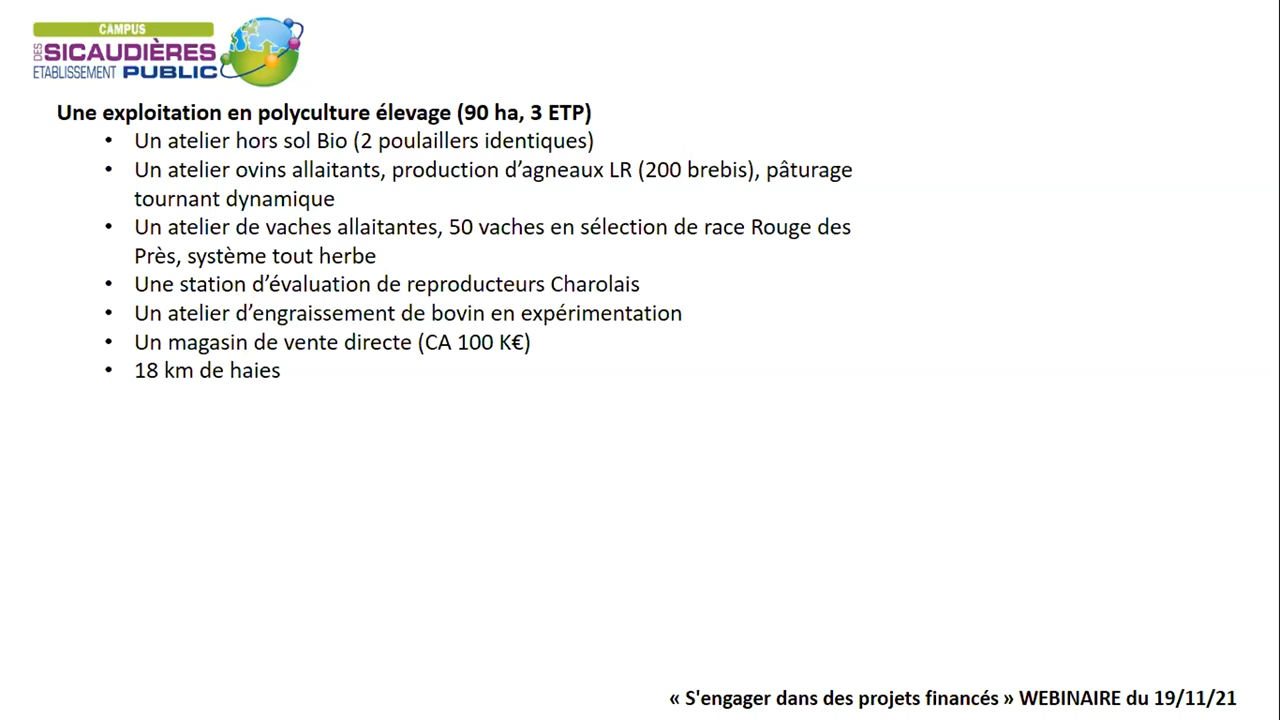 CAMPUS
DES SICAUDIÈRES
ETABLISSEMENT PUBLIC
Une exploitation en polyculture élevage (90 ha, 3 ETP)
• Un atelier hors sol Bio (2 poulaillers identiques)
• Un atelier ovins allaitants, production d’agneaux LR (200 brebis), pâturage
tournant dynamique
• Un atelier de vaches allaitantes, 50 vaches en sélection de race Rouge des
Près, système tout herbe
• Une station d’évaluation de reproducteurs Charolais
• Un atelier d’engraissement de bovin en expérimentation
• Un magasin de vente directe (CA 100 K€)
• 18 km de haies
« S'engager dans des projets financés » WEBINAIRE du 19/11/21